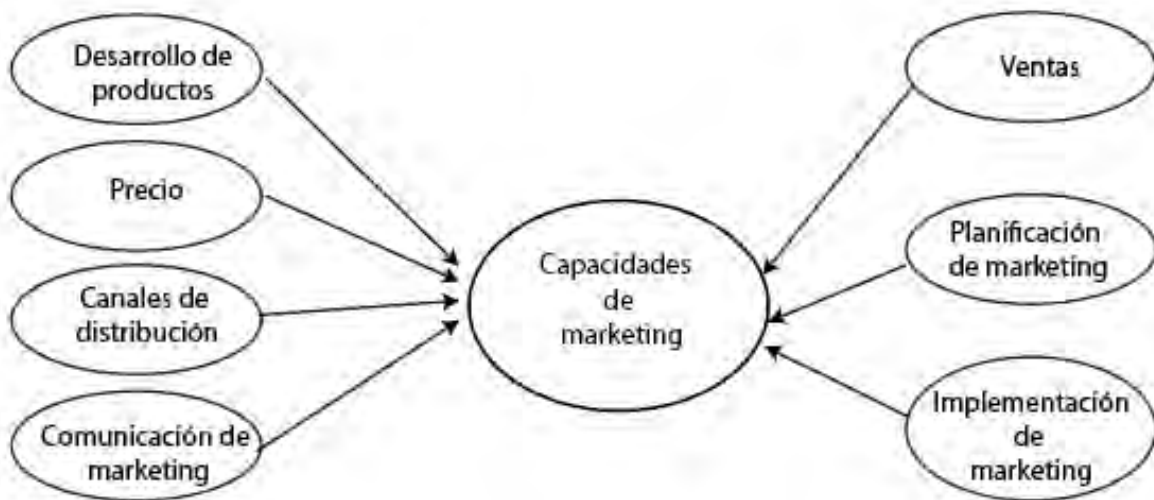 Desarrollo de
productos
Precio
Canales de
distribución
Comunicación de
marketing
Capacidades
de
marketing
Ventas
Planificación
de marketing
Implementación
de
marketing